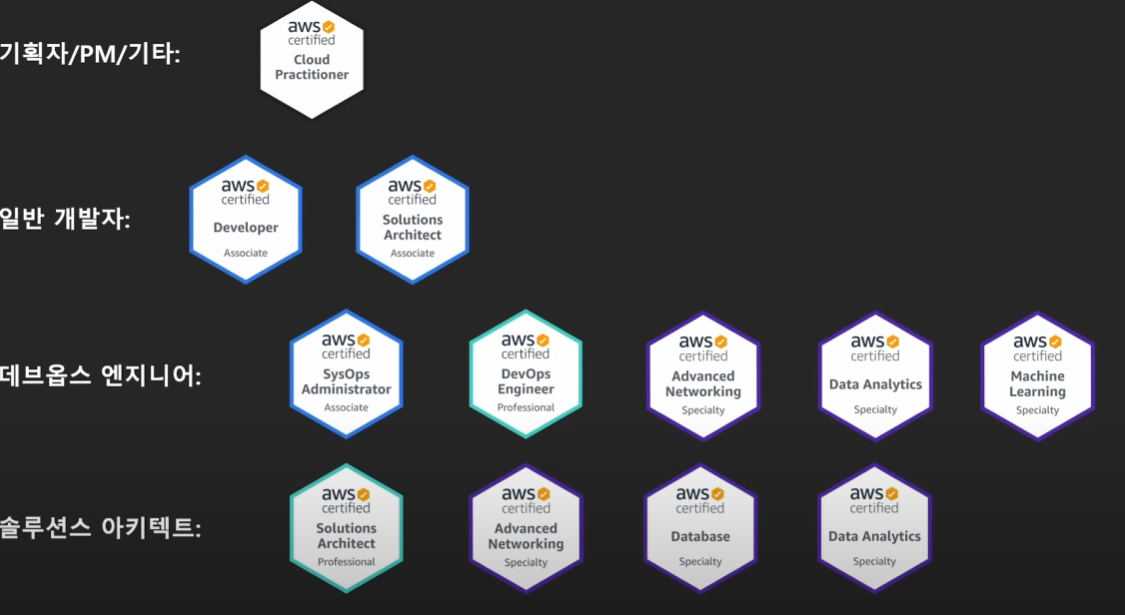 기획자/PM/기타:
aws
certified
Cloud
Practitioner
일반 개발자:
aws
certified
Developer
Associate
aws
certified
Solutions
Architect
Associate
데브옵스 엔지니어:
aws
certified
SysOps
Administrator
Associate
aws
certified
DevOps
Engineer
Professional
aws
certified
Advanced
Networking
Specialty
aws
certified
Data Analytics
Specialty
aws
certified
Machine
Learning
Specialty
솔루션스 아키텍트:
aws
certified
Solutions
Architect
Professional
aws
certified
Advanced
Networking
Specialty
aws
certified
Database
Specialty
aws
certified
Data Analytics
Specialty